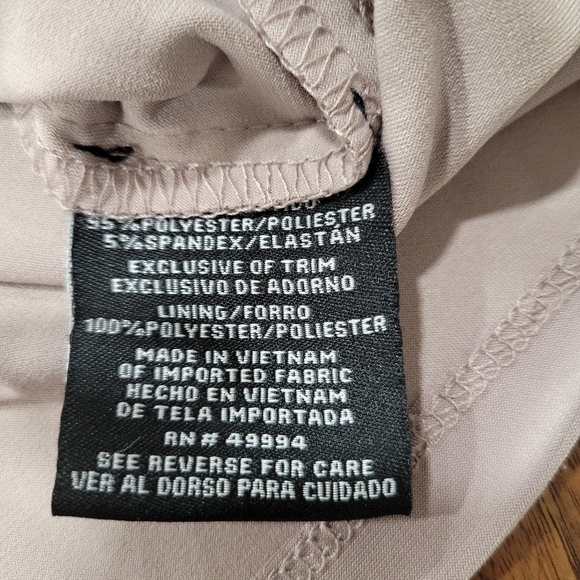 95%POLYESTER/POLIESTER
5%SPANDEX/ELASTÁN
EXCLUSIVE OF TRIM
EXCLUSIVO DE ADORNO
LINING/FORRO
100%POLYESTER/POLIESTER
MADE IN VIETNAM
OF IMPORTED FABRIC
HECHO EN VIETNAM
DE TELA IMPORTADA
RN# 49994
SEE REVERSE FOR CARE
VER AL DORSO PARA CUIDADO